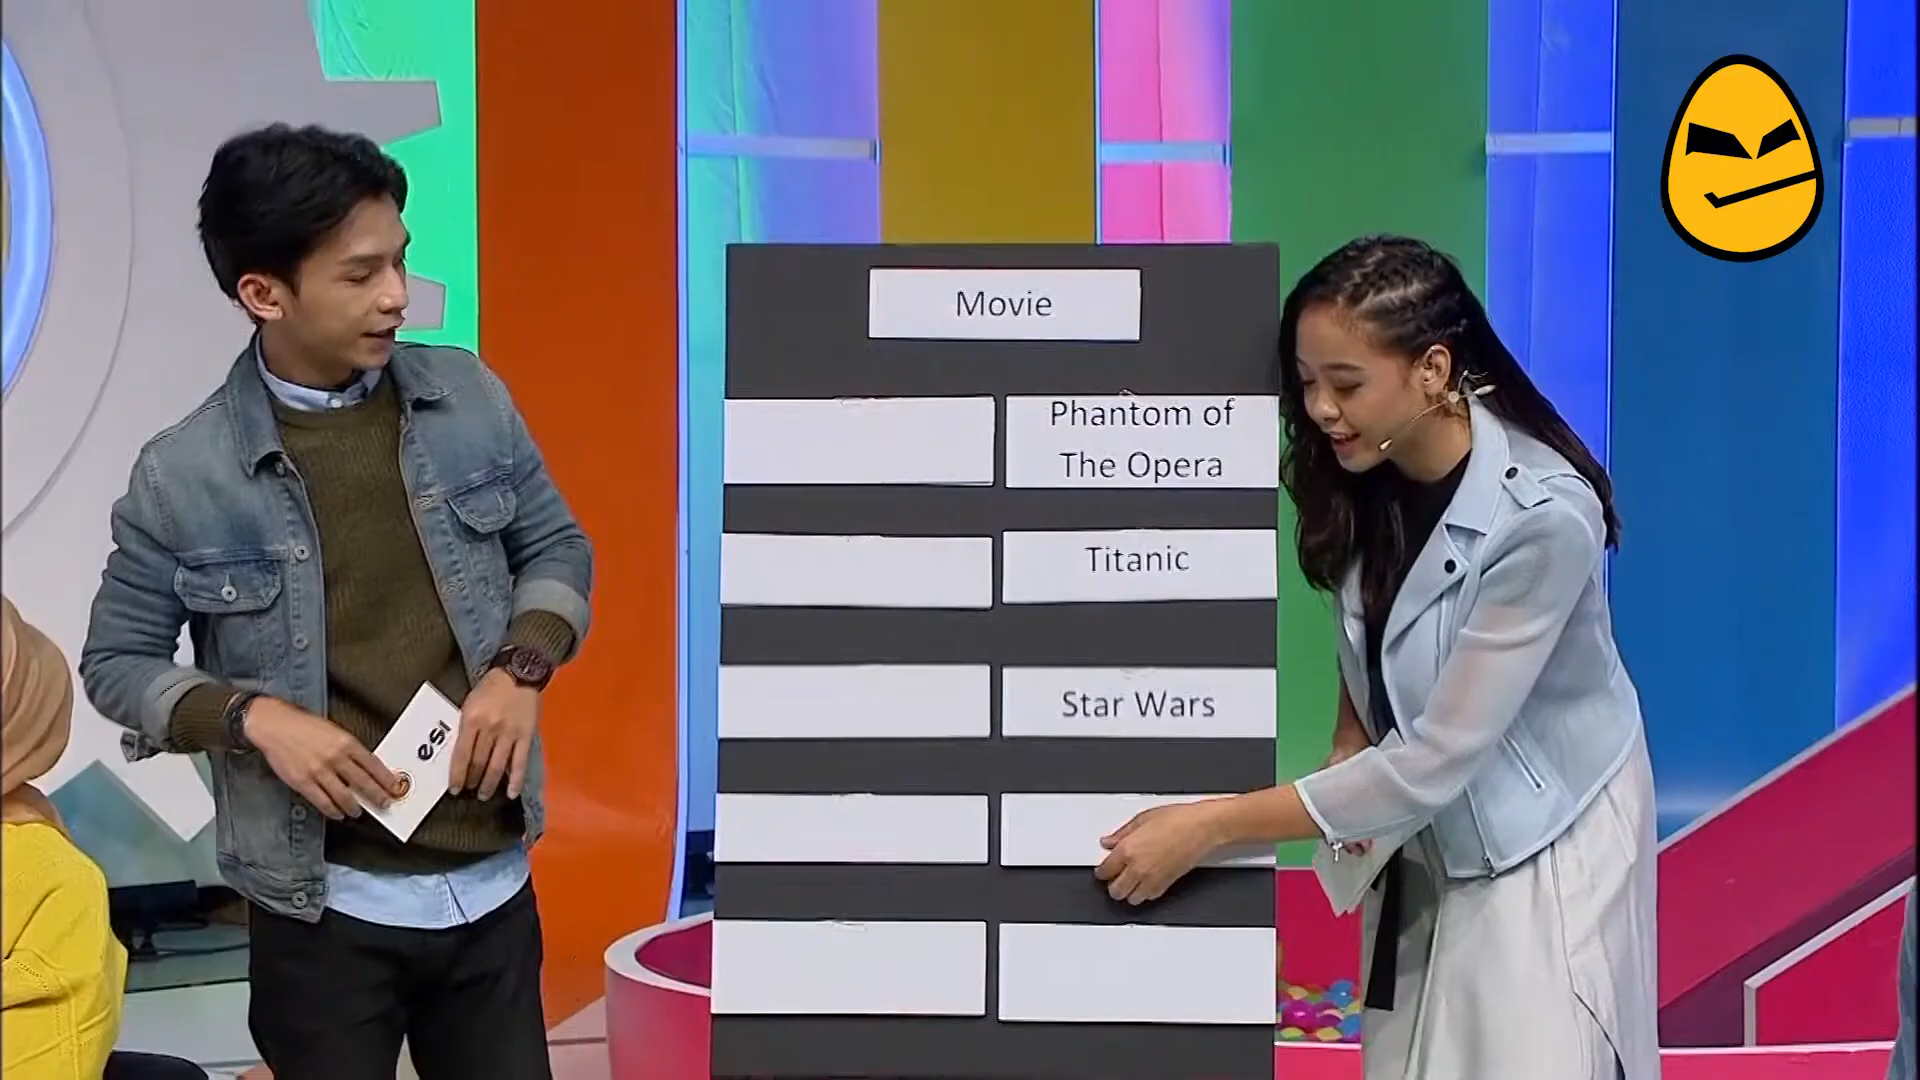 Movie
Phantom of
The Opera
Titanic
Star Wars
esi